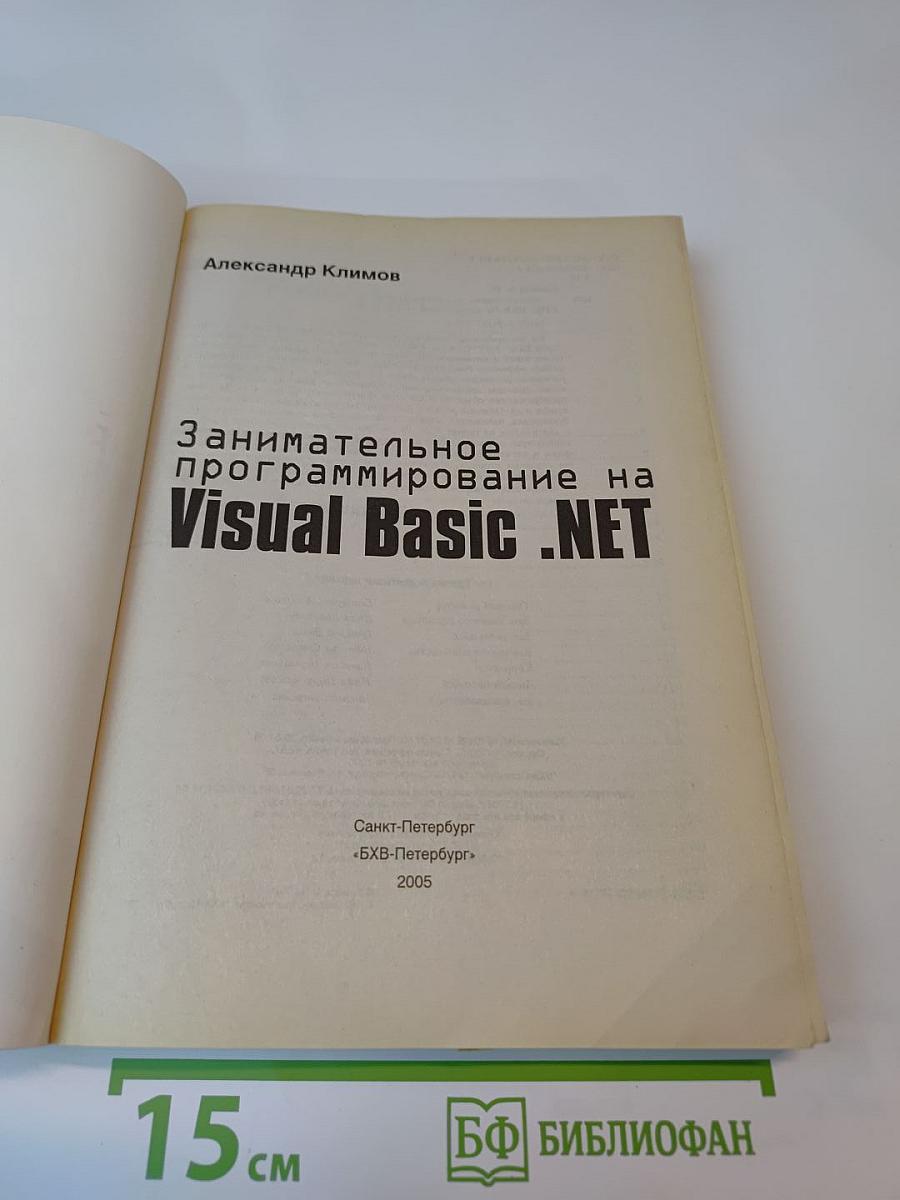 Александр Климов
Занимательное
программирование на
Visual Basic .NET
Санкт-Петербург
«БХВ-Петербург»
2005
15 см
БФ БИБЛИОФАН